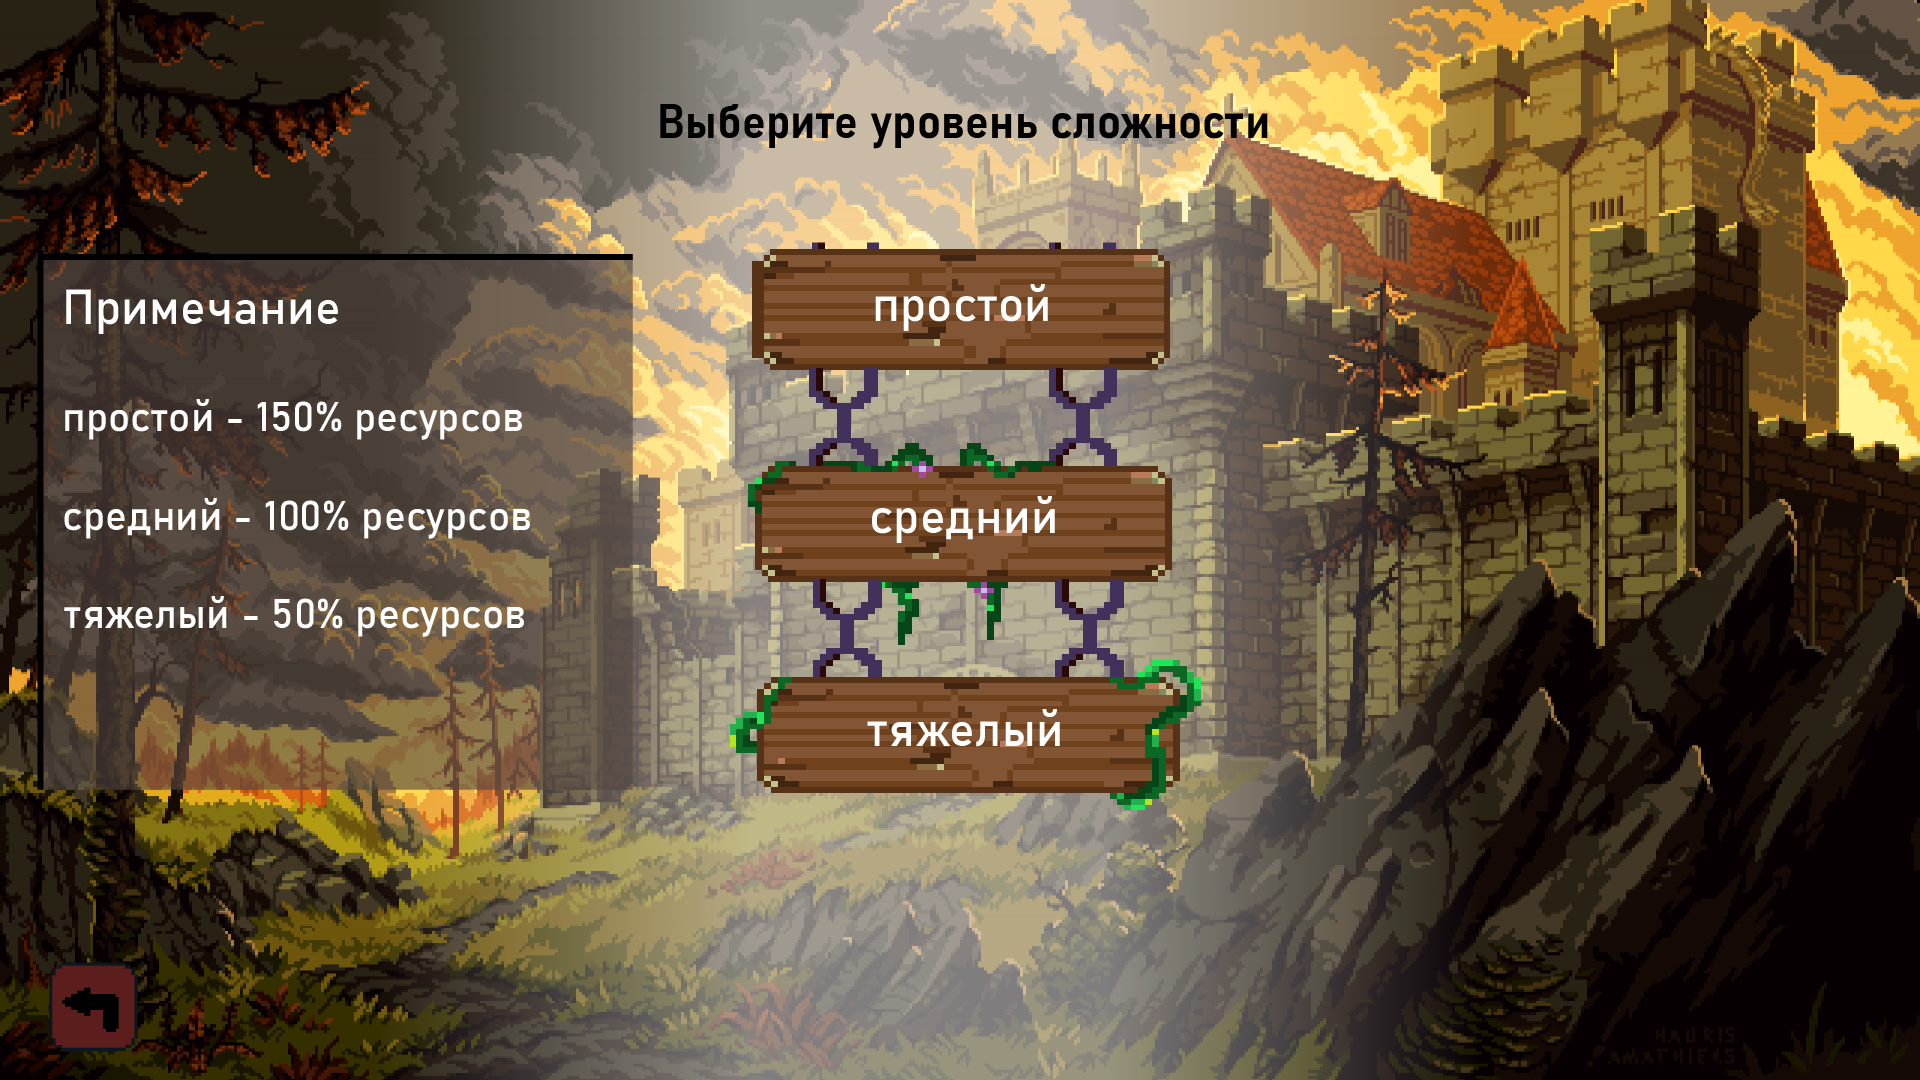 Выберите уровень сложности
Примечание
простой - 150% ресурсов
средний - 100% ресурсов
тяжелый - 50% ресурсов
простой
средний
тяжелый